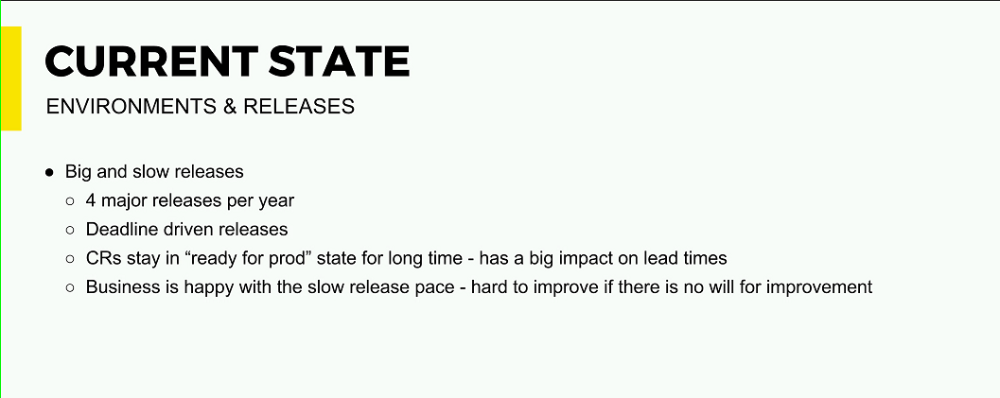 CURRENT STATE
ENVIRONMENTS & RELEASES
● Big and slow releases
○ 4 major releases per year
○ Deadline driven releases
○ CRs stay in “ready for prod” state for long time - has a big impact on lead times
○ Business is happy with the slow release pace - hard to improve if there is no will for improvement